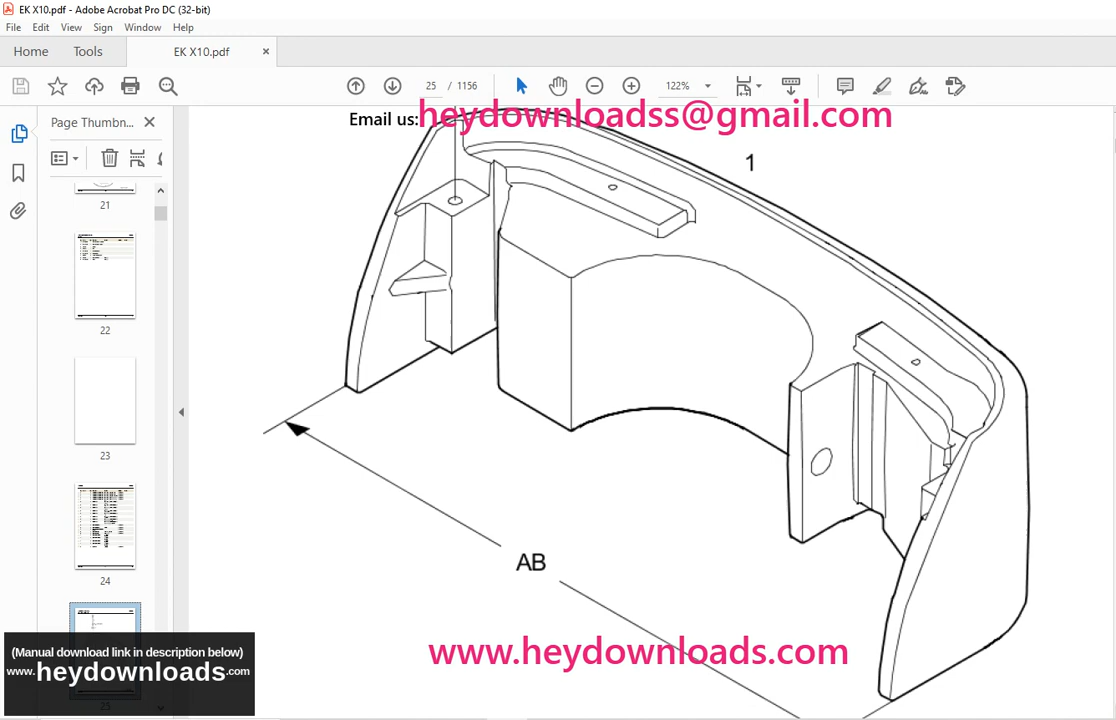 EK X10.pdf - Adobe Acrobat Pro DC (32-bit)
File Edit View Sign Window Help
Home Tools EK X10.pdf ×
25 / 1156 122%
Email us:heydownloadss@gmail.com
Page Thumbn...
1
21
22
23
24
AB
(Manual download link in description below)
www.heydownloads.com
www.heydownloads.com